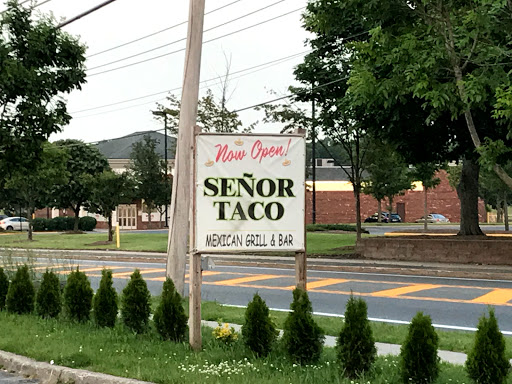 Now Open!
SEÑOR
TACO
MEXICAN GRILL & BAR